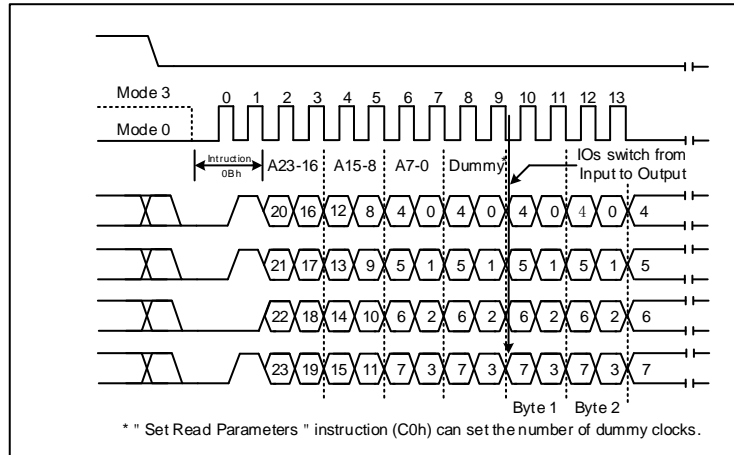 Mode 3
0 1 2 3 4 5 6 7 8 9 10 11 12 13
Mode 0
Intruction
0Bh
A23-16 A15-8 A7-0 Dummy*
IOs switch from
Input to Output
20 16 12 8 4 0 4 0 4 0 4 0 4
21 17 13 9 5 1 5 1 5 1 5 1 5
22 18 14 10 6 2 6 2 6 2 6 2 6
23 19 15 11 7 3 7 3 7 3 7 3 7
Byte 1 Byte 2
* " Set Read Parameters " instruction (C0h) can set the number of dummy clocks.